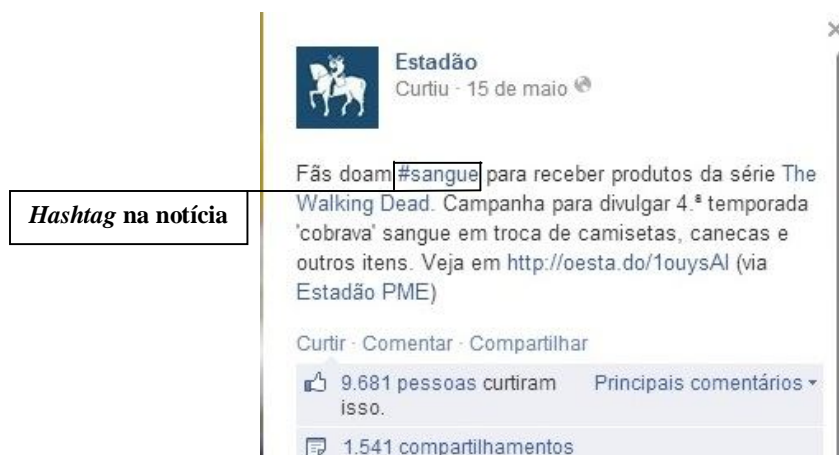 Estadão
Curtiu · 15 de maio
Fãs doam #sangue para receber produtos da série The
Walking Dead. Campanha para divulgar 4.ª temporada
'cobrava' sangue em troca de camisetas, canecas e
outros itens. Veja em http://oesta.do/1ouysAI (via
Estadão PME)
Hashtag na notícia
Curtir · Comentar · Compartilhar
9.681 pessoas curtiram
isso.
Principais comentários
1.541 compartilhamentos